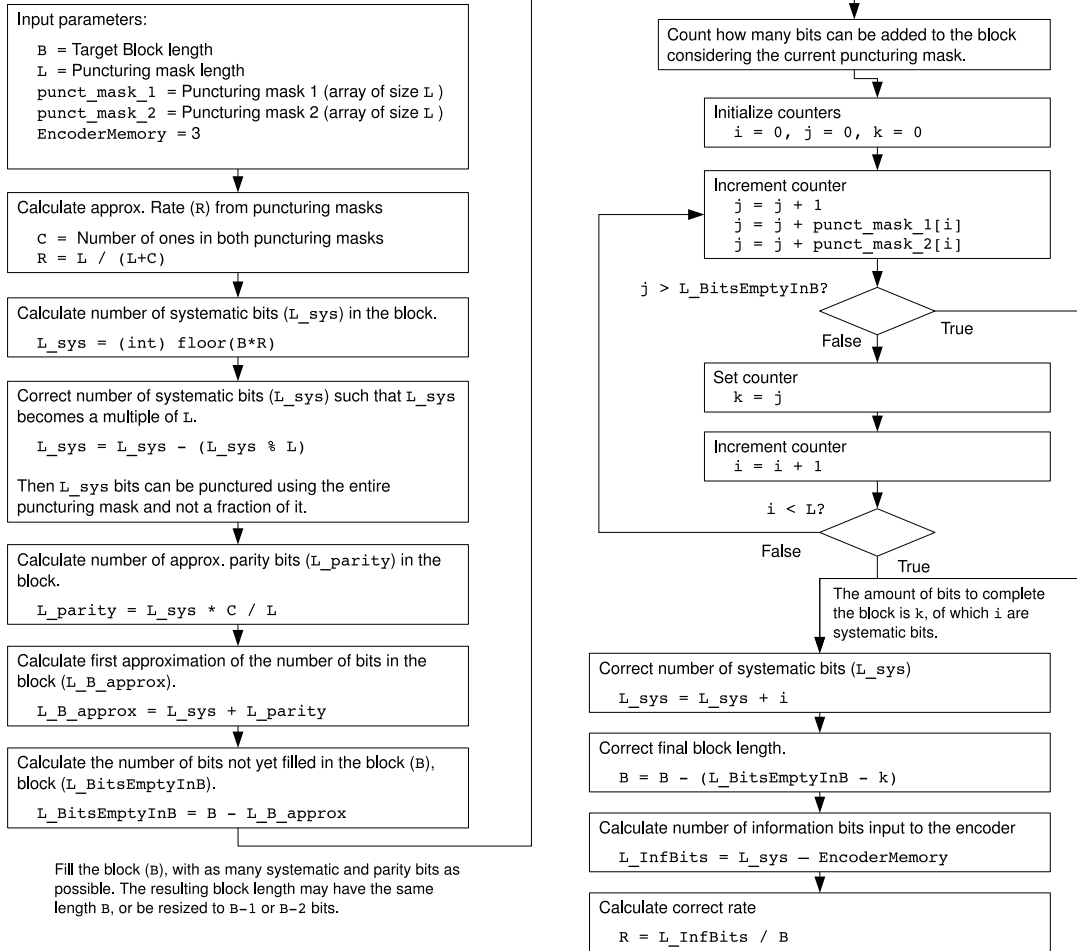 Input parameters:
B = Target Block length
L = Puncturing mask length
punct_mask_1 = Puncturing mask 1 (array of size L )
punct_mask_2 = Puncturing mask 2 (array of size L )
EncoderMemory = 3
Calculate approx. Rate (R) from puncturing masks
C = Number of ones in both puncturing masks
R = L / (L+C)
Calculate number of systematic bits (L_sys) in the block.
L_sys = (int) floor(B*R)
Correct number of systematic bits (L_sys) such that L_sys
becomes a multiple of L.
L_sys = L_sys - (L_sys % L)
Then L_sys bits can be punctured using the entire
puncturing mask and not a fraction of it.
Calculate number of approx. parity bits (L_parity) in the
block.
L_parity = L_sys * C / L
Calculate first approximation of the number of bits in the
block (L_B_approx).
L_B_approx = L_sys + L_parity
Calculate the number of bits not yet filled in the block (B),
block (L_BitsEmptyInB).
L_BitsEmptyInB = B - L_B_approx
Fill the block (B), with as many systematic and parity bits as
possible. The resulting block length may have the same
length B, or be resized to B-1 or B-2 bits.
Count how many bits can be added to the block
considering the current puncturing mask.
Initialize counters
i = 0, j = 0, k = 0
Increment counter
j = j + 1
j = j + punct_mask_1[i]
j = j + punct_mask_2[i]
j > L_BitsEmptyInB?
True
False
Set counter
k = j
Increment counter
i = i + 1
i < L?
False
True
The amount of bits to complete
the block is k, of which i are
systematic bits.
Correct number of systematic bits (L_sys)
L_sys = L_sys + i
Correct final block length.
B = B - (L_BitsEmptyInB - k)
Calculate number of information bits input to the encoder
L_InfBits = L_sys – EncoderMemory
Calculate correct rate
R = L_InfBits / B